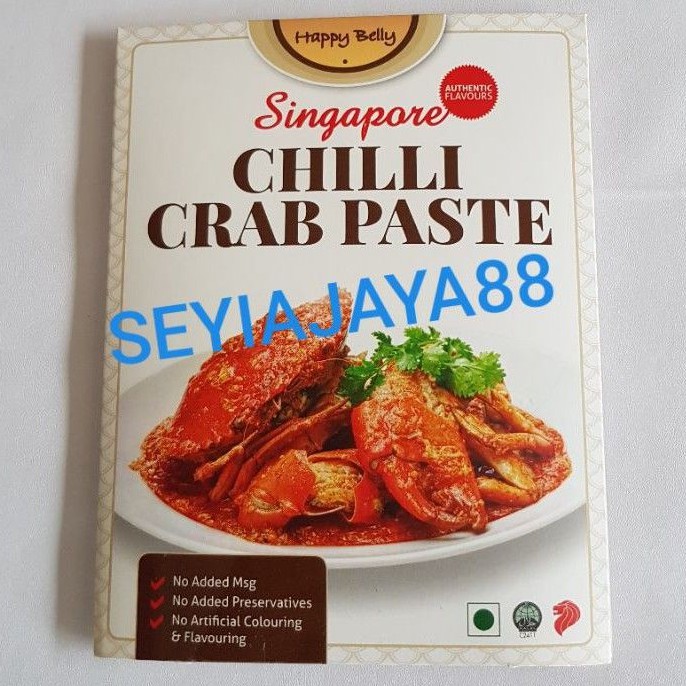 Happy Belly
AUTHENTIC
FLAVOURS
Singapore
CHILLI
CRAB PASTE
SEYIAJAYA88
No Added Msg
No Added Preservatives
No Artificial Colouring
& Flavouring